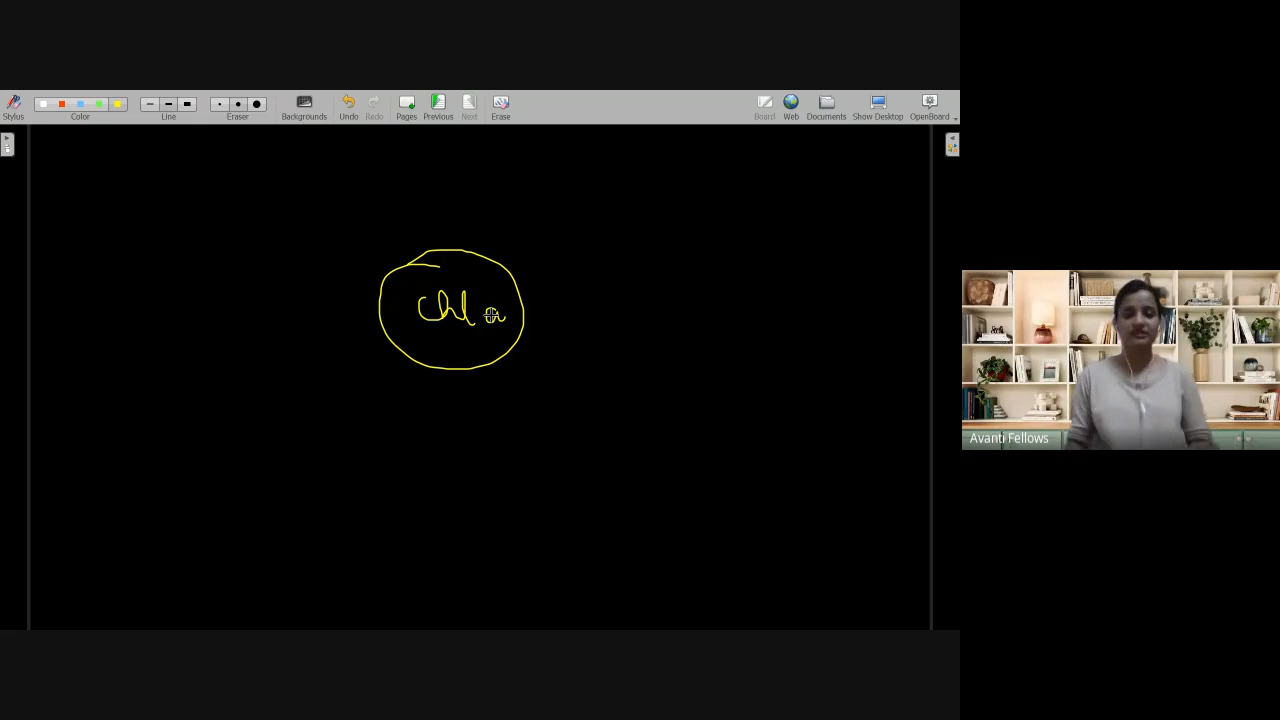 Stylus
Color
Line
Eraser
Backgrounds
Undo
Redo
Pages
Previous
Next
Erase
Board
Web
Documents
Show Desktop
OpenBoard
Chl a
Avanti Fellows